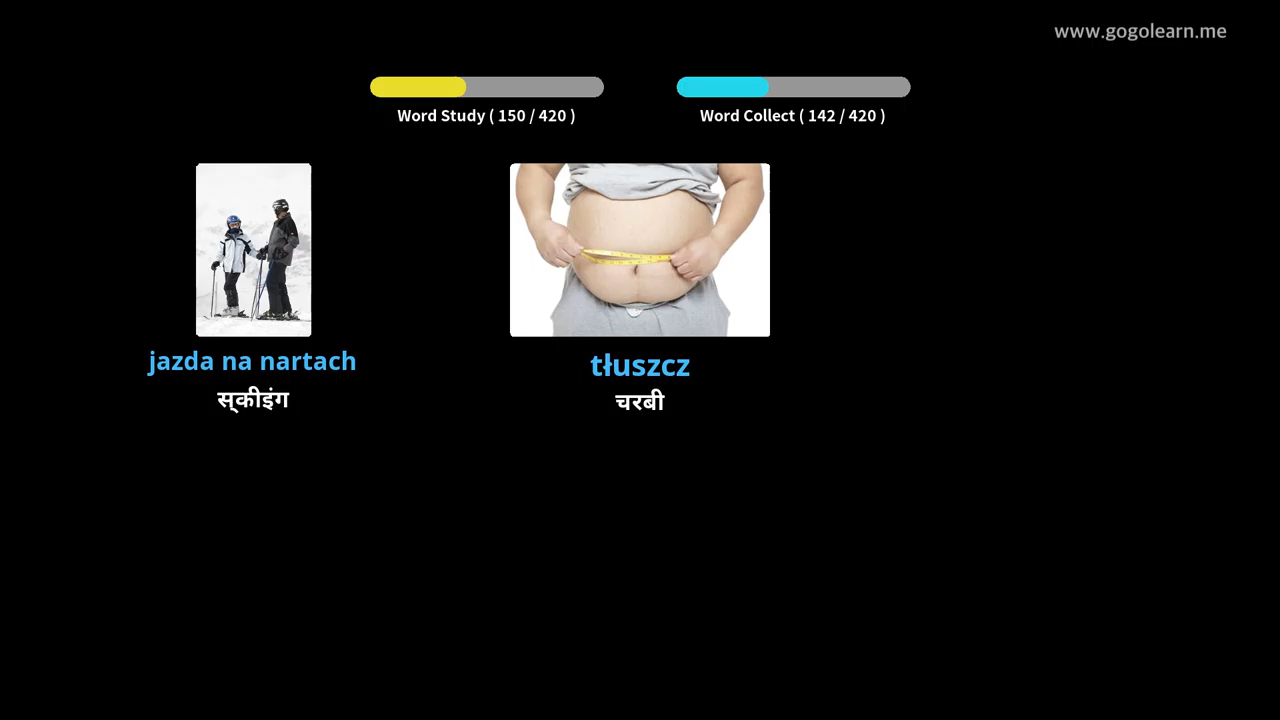 www.gogolearn.me
Word Study ( 150 / 420 )
Word Collect ( 142 / 420 )
jazda na nartach
स्कीइंग
tłuszcz
चरबी